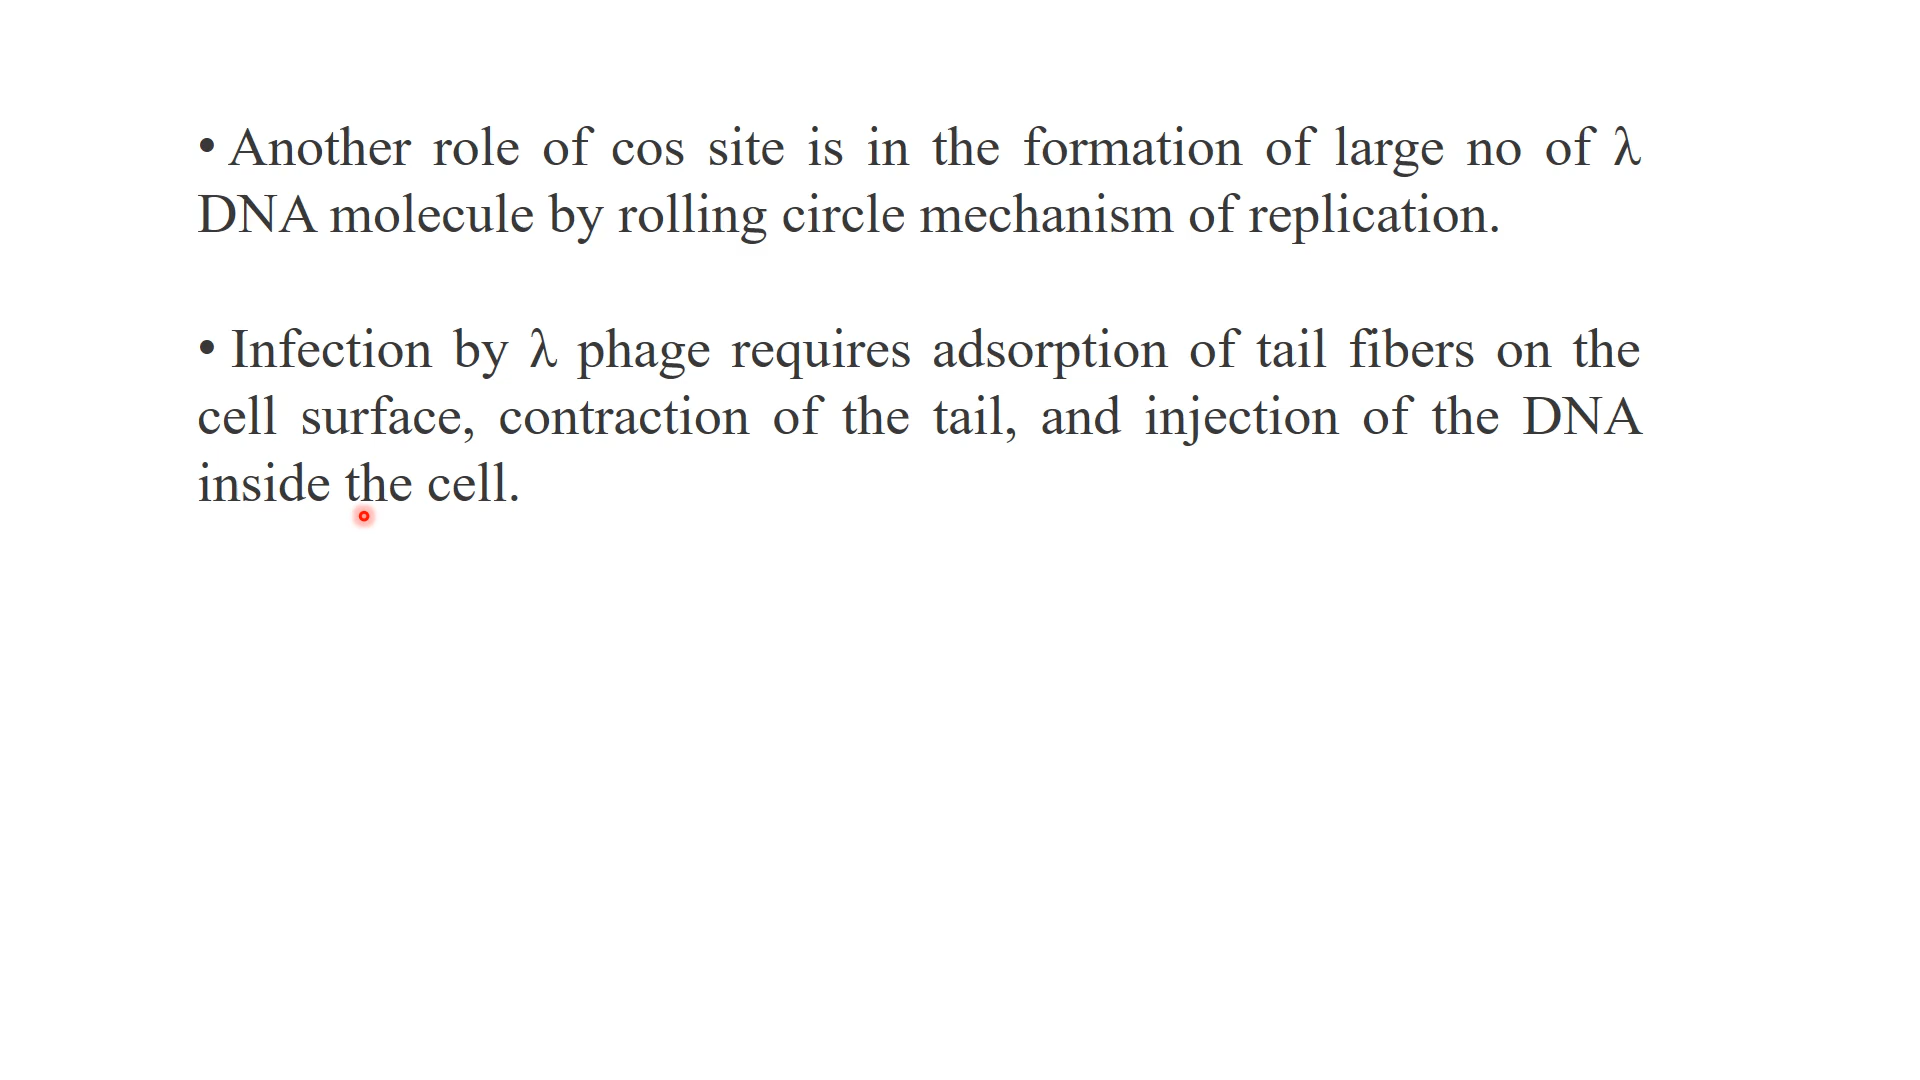 • Another role of cos site is in the formation of large no of λ
DNA molecule by rolling circle mechanism of replication.
• Infection by λ phage requires adsorption of tail fibers on the
cell surface, contraction of the tail, and injection of the DNA
inside the cell.